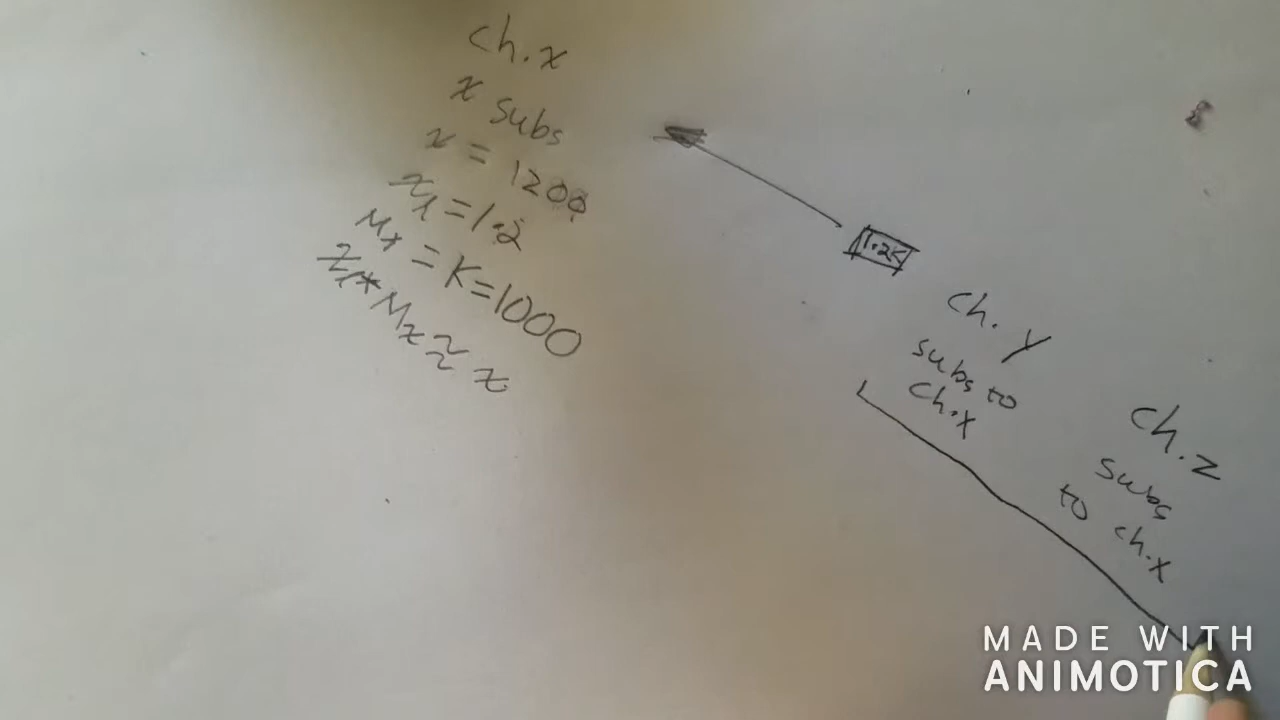 ch.x
x subs
x = 1200
x₁ = 1.2
Mx = K = 1000
x₁ * Mx ≈ x
1.2K
ch. y
subs to
ch.x
ch.z
subs
to ch.x
MADE WITH
ANIMOTICA